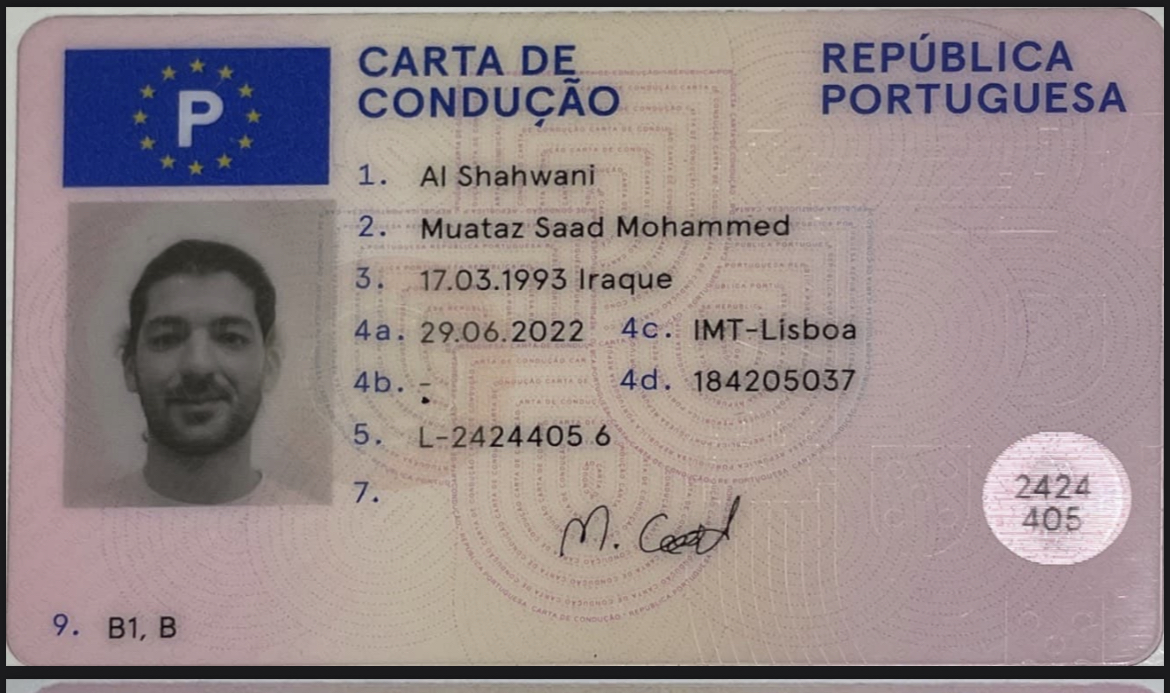 P
CARTA DE CONDUÇÃO
REPÚBLICA PORTUGUESA
1. Al Shahwani
2. Muataz Saad Mohammed
3. 17.03.1993 Iraque
4a. 29.06.2022 4c. IMT-Lisboa
4b. - 4d. 184205037
5. L-2424405 6
7.
M. Saad
2424
405
9. B1, B